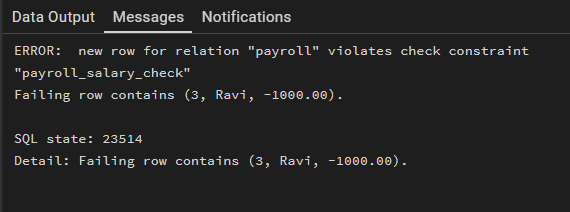 Data Output Messages Notifications
ERROR:  new row for relation "payroll" violates check constraint
"payroll_salary_check"
Failing row contains (3, Ravi, -1000.00).
SQL state: 23514
Detail: Failing row contains (3, Ravi, -1000.00).